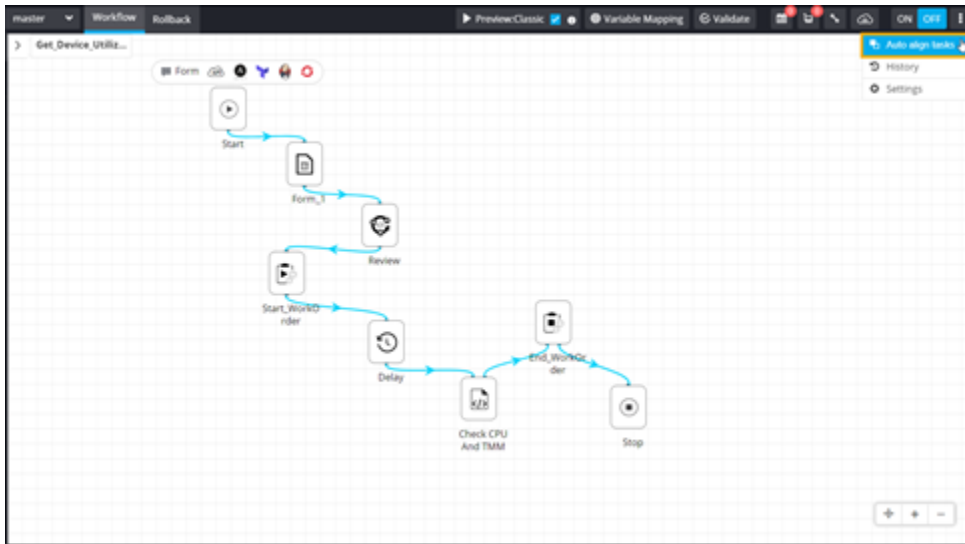 master Workflow Rollback Preview:Classic Variable Mapping Validate ON OFF
Get_Device_Utiliz... Auto align tasks
History
Form
Settings
Start
Form_1
Review
Start_WorkO
rder
End_WorkOr
der
Delay
Check CPU
And TMM
Stop